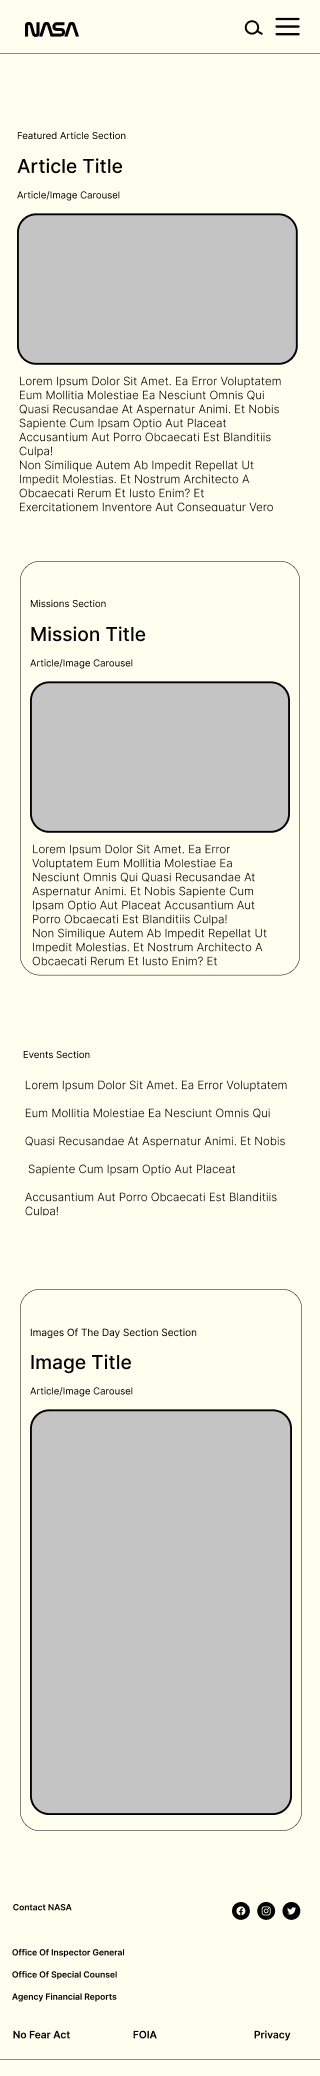 NASA
Featured Article Section
Article Title
Article/Image Carousel
Lorem Ipsum Dolor Sit Amet. Ea Error Voluptatem
Eum Mollitia Molestiae Ea Nesciunt Omnis Qui
Quasi Recusandae At Aspernatur Animi. Et Nobis
Sapiente Cum Ipsam Optio Aut Placeat
Accusantium Aut Porro Obcaecati Est Blanditiis
Culpa!
Non Similique Autem Ab Impedit Repellat Ut
Impedit Molestias. Et Nostrum Architecto A
Obcaecati Rerum Et Iusto Enim? Et
Exercitationem Inventore Aut Consequatur Vero
Missions Section
Mission Title
Article/Image Carousel
Lorem Ipsum Dolor Sit Amet. Ea Error
Voluptatem Eum Mollitia Molestiae Ea
Nesciunt Omnis Qui Quasi Recusandae At
Aspernatur Animi. Et Nobis Sapiente Cum
Ipsam Optio Aut Placeat Accusantium Aut
Porro Obcaecati Est Blanditiis Culpa!
Non Similique Autem Ab Impedit Repellat Ut
Impedit Molestias. Et Nostrum Architecto A
Obcaecati Rerum Et Iusto Enim? Et
Events Section
Lorem Ipsum Dolor Sit Amet. Ea Error Voluptatem
Eum Mollitia Molestiae Ea Nesciunt Omnis Qui
Quasi Recusandae At Aspernatur Animi. Et Nobis
Sapiente Cum Ipsam Optio Aut Placeat
Accusantium Aut Porro Obcaecati Est Blanditiis
Culpa!
Images Of The Day Section Section
Image Title
Article/Image Carousel
Contact NASA
Office Of Inspector General
Office Of Special Counsel
Agency Financial Reports
No Fear Act FOIA Privacy